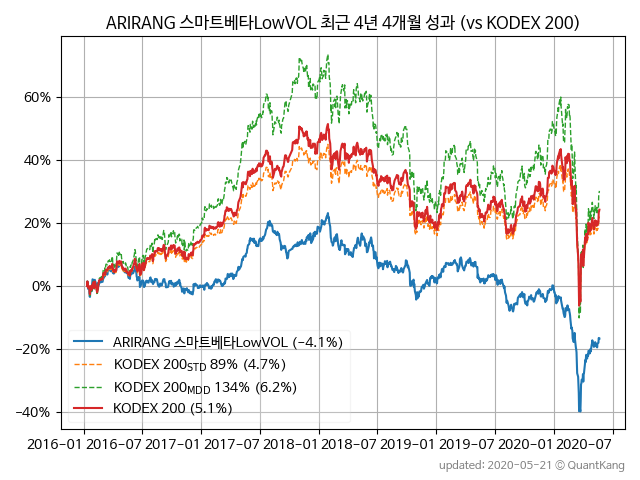 ARIRANG 스마트베타LowVOL 최근 4년 4개월 성과 (vs KODEX 200)
60%
40%
20%
0%
−20%
−40%
ARIRANG 스마트베타LowVOL (−4.1%)
KODEX 200STD 89% (4.7%)
KODEX 200MDD 134% (6.2%)
KODEX 200 (5.1%)
2016-01 2016-07 2017-01 2017-07 2018-01 2018-07 2019-01 2019-07 2020-01 2020-07
updated: 2020-05-21 © QuantKang